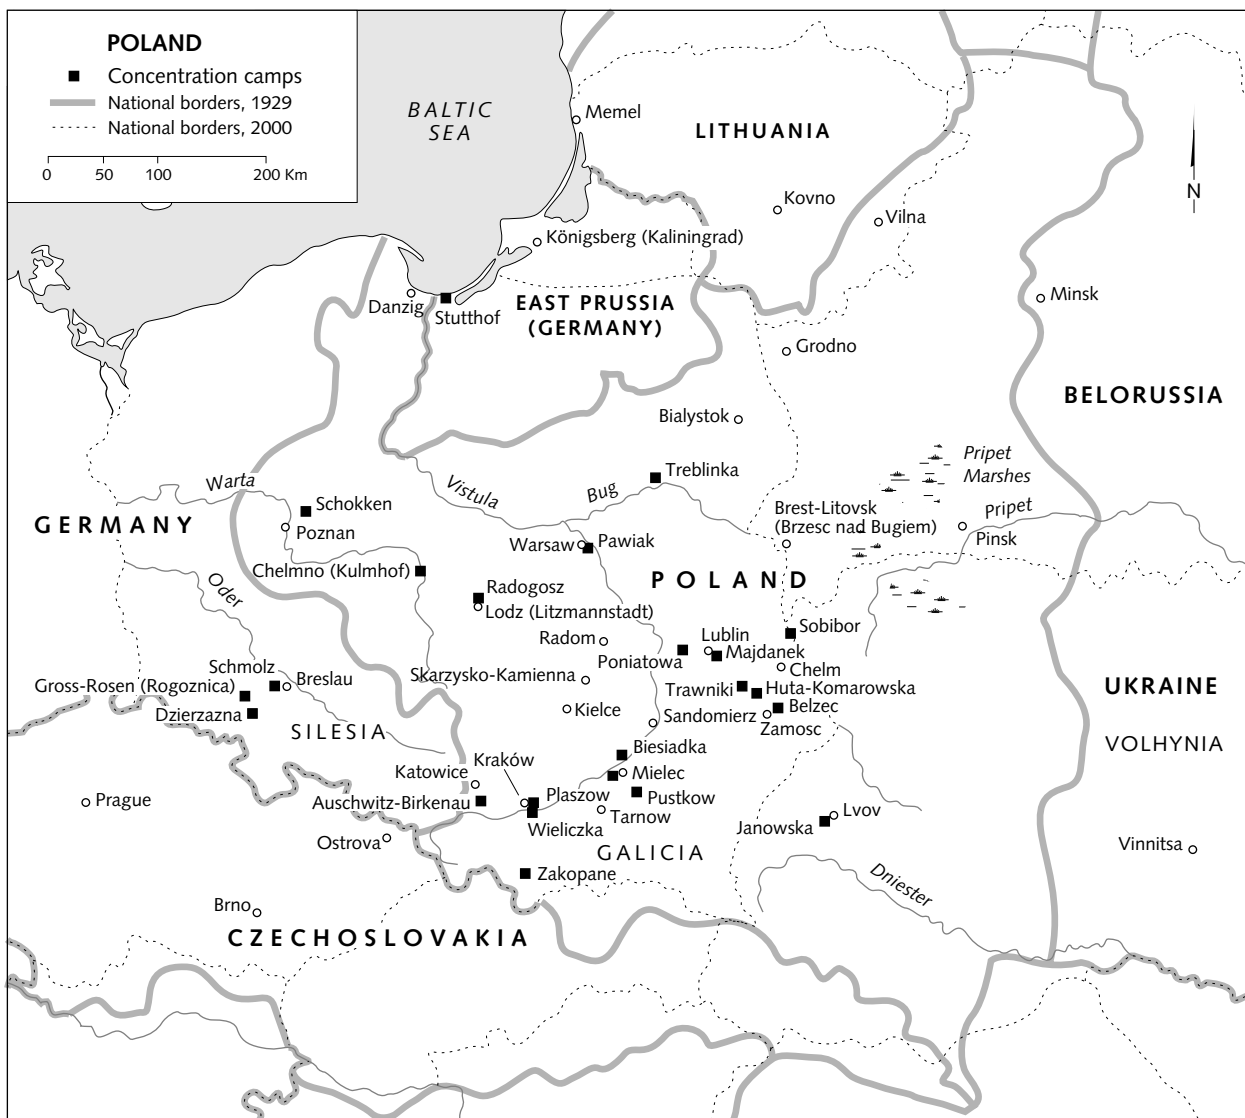 POLAND
Concentration camps
National borders, 1929
National borders, 2000
0 50 100 200 Km
BALTIC
SEA
Memel
LITHUANIA
N
Kovno
Vilna
Königsberg (Kaliningrad)
Danzig
Stutthof
EAST PRUSSIA
(GERMANY)
Minsk
Grodno
BELORUSSIA
Bialystok
Pripet
Marshes
Treblinka
Warta
Vistula
Bug
Schokken
Poznan
GERMANY
Brest-Litovsk
(Brzesc nad Bugiem)
Pripet
Pinsk
Warsaw
Pawiak
Chelmno (Kulmhof)
POLAND
Oder
Radogosz
Lodz (Litzmannstadt)
Sobibor
Radom
Lublin
Poniatowa
Majdanek
Chelm
Schmolz
Breslau
Skarzysko-Kamienna
Gross-Rosen (Rogoznica)
Trawniki
Huta-Komarowska
UKRAINE
Dzierzazna
Kielce
Sandomierz
Belzec
Zamosc
SILESIA
VOLHYNIA
Biesiadka
Kraków
Katowice
Mielec
Prague
Auschwitz-Birkenau
Plaszow
Pustkow
Tarnow
Lvov
Wieliczka
Janowska
Ostrova
GALICIA
Vinnitsa
Zakopane
Dniester
Brno
CZECHOSLOVAKIA